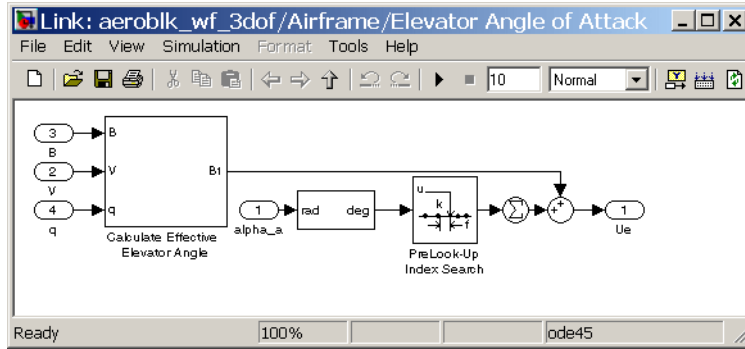 Link: aeroblk_wf_3dof/Airframe/Elevator Angle of Attack
File Edit View Simulation Format Tools Help
10 Normal
3 B
B
B1
2 V
V
4 q
q
Calculate Effective
Elevator Angle
1 rad deg
alpha_a
u
k
f
PreLook-Up
Index Search
Σ
+ +
1
Ue
Ready 100% ode45